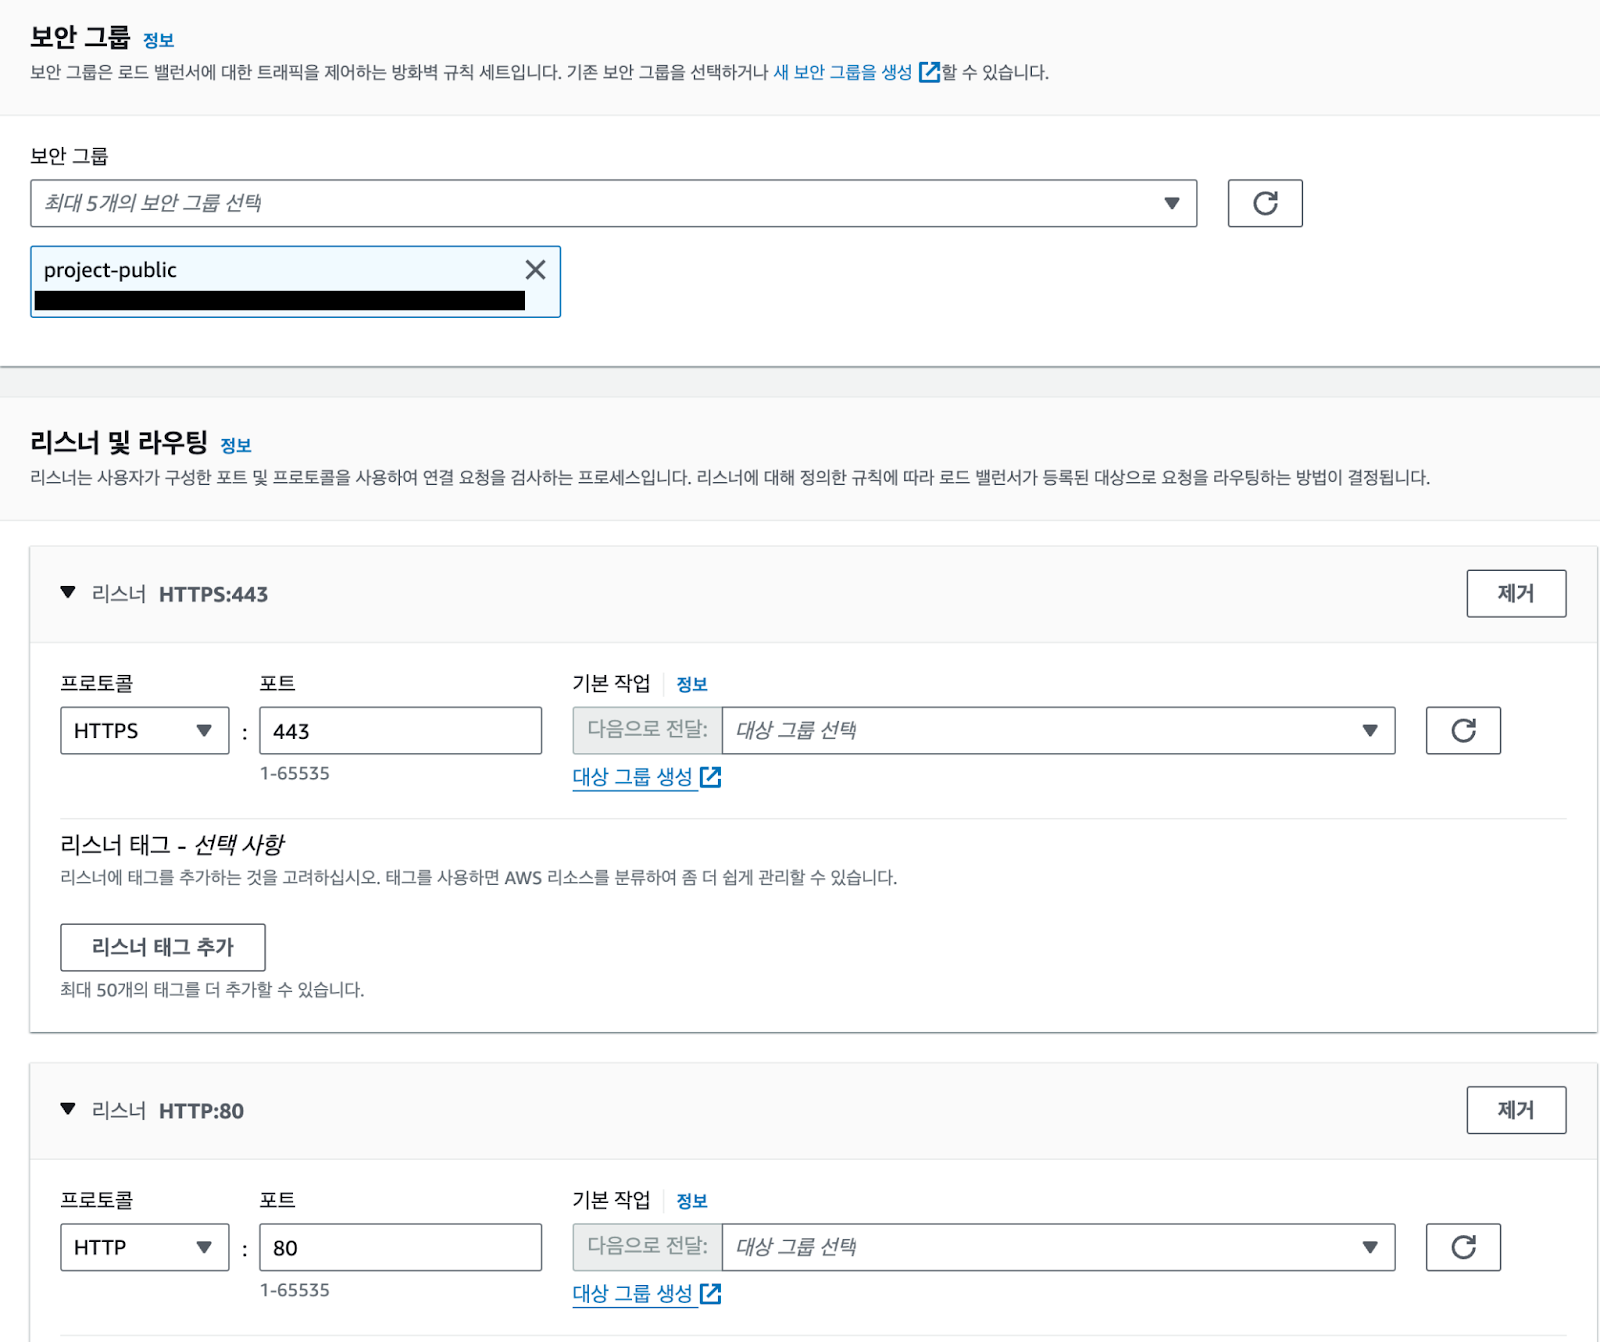 보안 그룹 정보
보안 그룹은 로드 밸런서에 대한 트래픽을 제어하는 방화벽 규칙 세트입니다. 기존 보안 그룹을 선택하거나 새 보안 그룹을 생성 할 수 있습니다.
보안 그룹
최대 5개의 보안 그룹 선택
project-public
리스너 및 라우팅 정보
리스너는 사용자가 구성한 포트 및 프로토콜을 사용하여 연결 요청을 검사하는 프로세스입니다. 리스너에 대해 정의한 규칙에 따라 로드 밸런서가 등록된 대상으로 요청을 라우팅하는 방법이 결정됩니다.
리스너 HTTPS:443 제거
프로토콜 포트 기본 작업 정보
HTTPS : 443 다음으로 전달: 대상 그룹 선택
1-65535 대상 그룹 생성
리스너 태그 - 선택 사항
리스너에 태그를 추가하는 것을 고려하십시오. 태그를 사용하면 AWS 리소스를 분류하여 좀 더 쉽게 관리할 수 있습니다.
리스너 태그 추가
최대 50개의 태그를 더 추가할 수 있습니다.
리스너 HTTP:80 제거
프로토콜 포트 기본 작업 정보
HTTP : 80 다음으로 전달: 대상 그룹 선택
1-65535 대상 그룹 생성